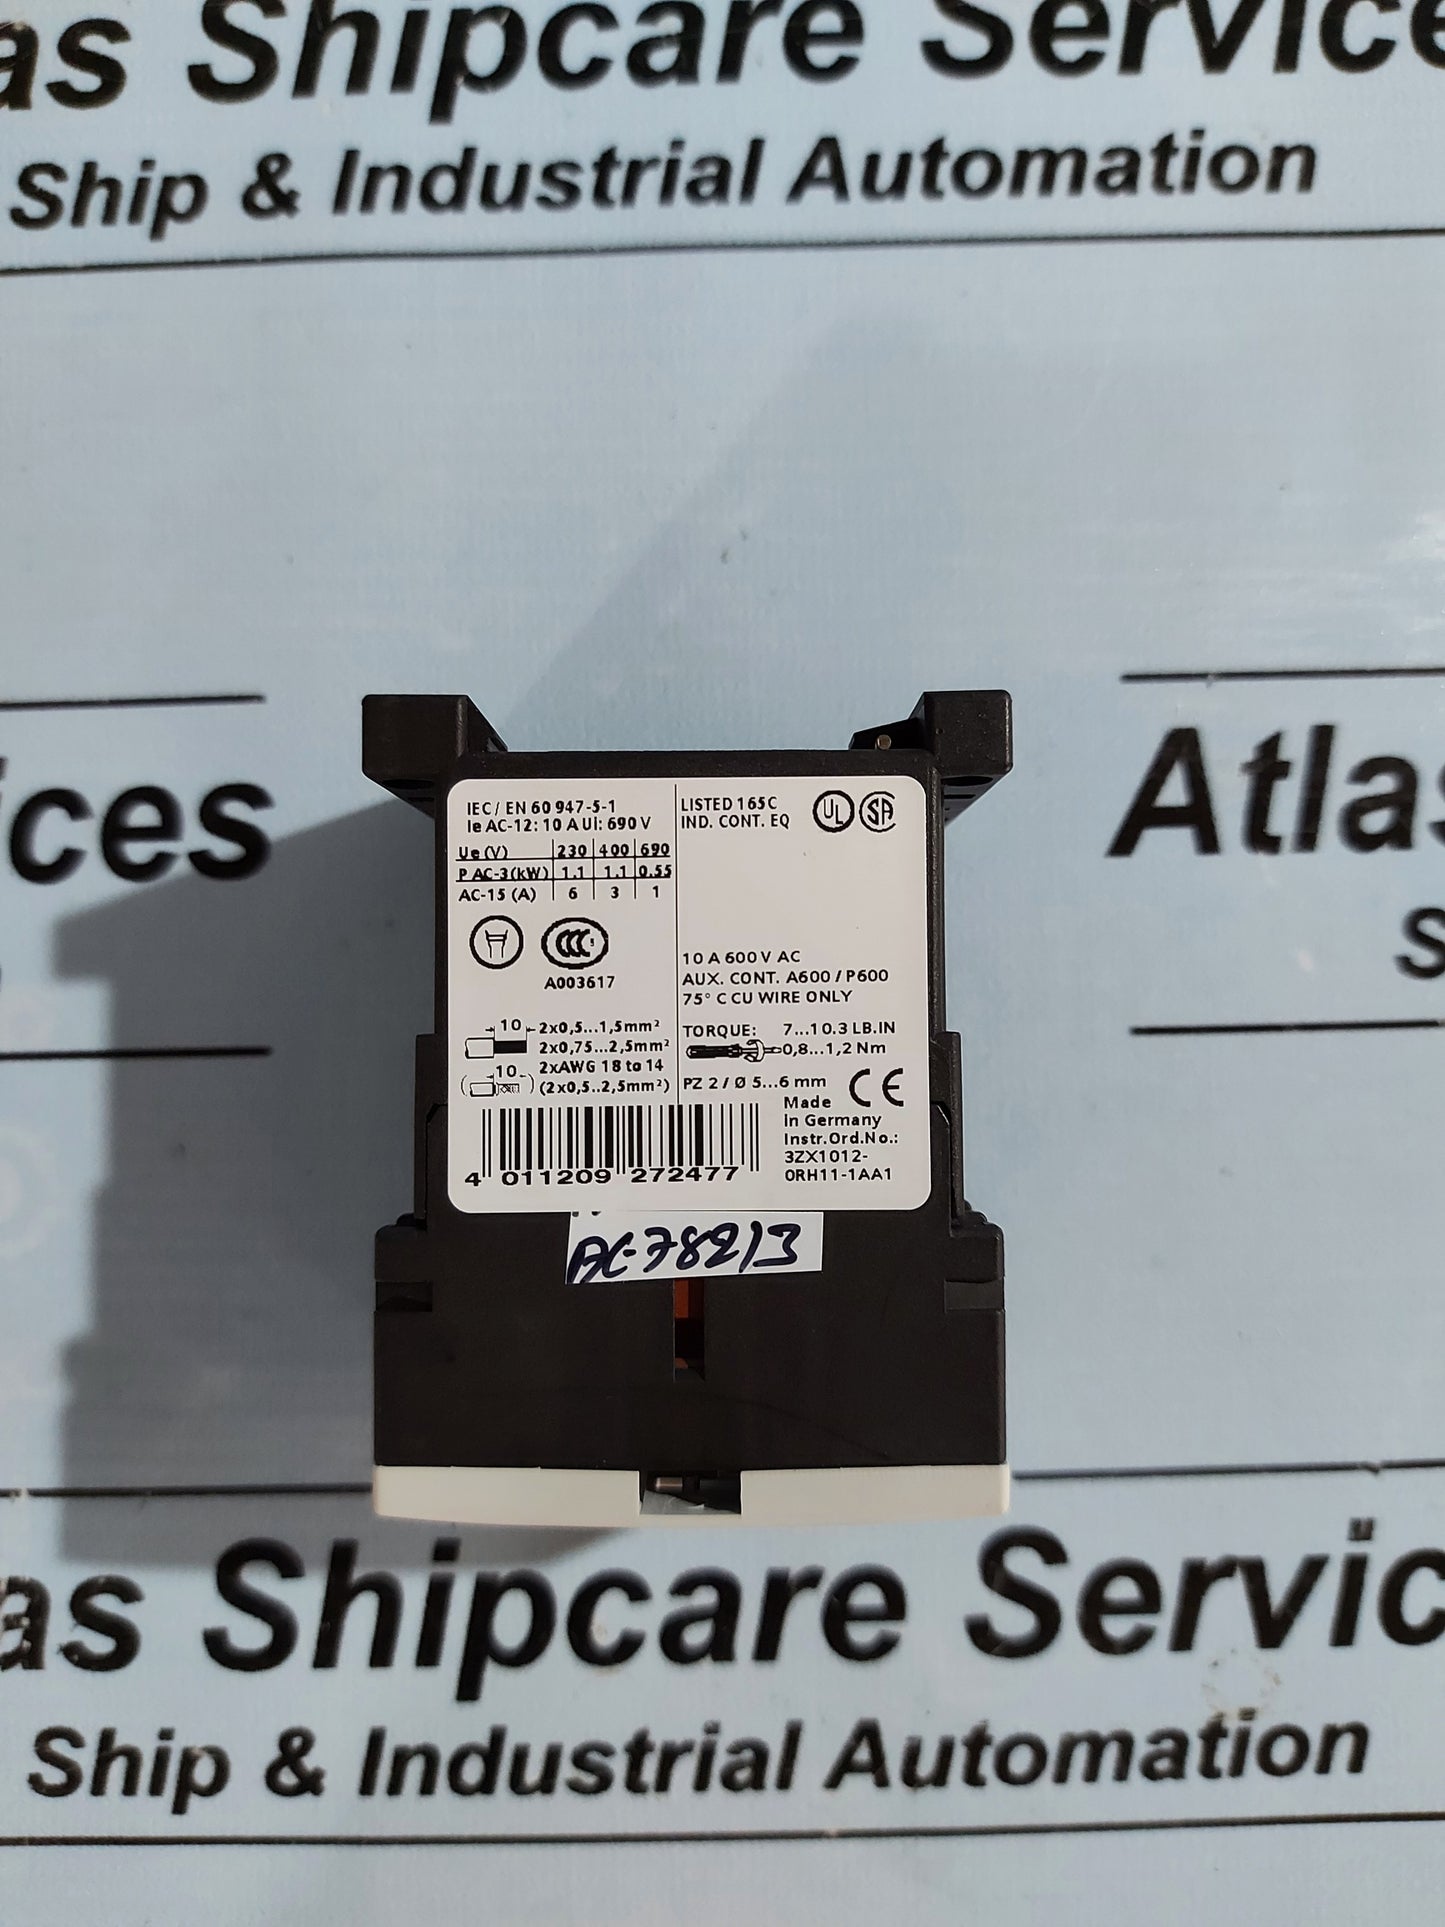 as Shipcare Service
Ship & Industrial Automation
ices
Atlas
S
IEC/ EN 60 947-5-1
Ie AC-12: 10 A Ui: 690 V
Ue (V) 230 400 690
P AC-3(kW) 1.1 1.1 0.55
AC-15 (A) 6 3 1
CCC
A003617
10 2x0,5...1,5mm²
2x0,75...2,5mm²
2xAWG 18 to 14
10 (2x0,5..2,5mm²)
LISTED 165C
IND. CONT. EQ
UL SA
10 A 600 V AC
AUX. CONT. A600 / P600
75° C CU WIRE ONLY
TORQUE: 7...10.3 LB.IN
0,8...1,2 Nm
PZ 2 / Ø 5...6 mm
CE
Made
in Germany
Instr.Ord.No.:
3ZX1012-
0RH11-1AA1
4 011209 272477
AC-78213
as Shipcare Servic
Ship & Industrial Automation